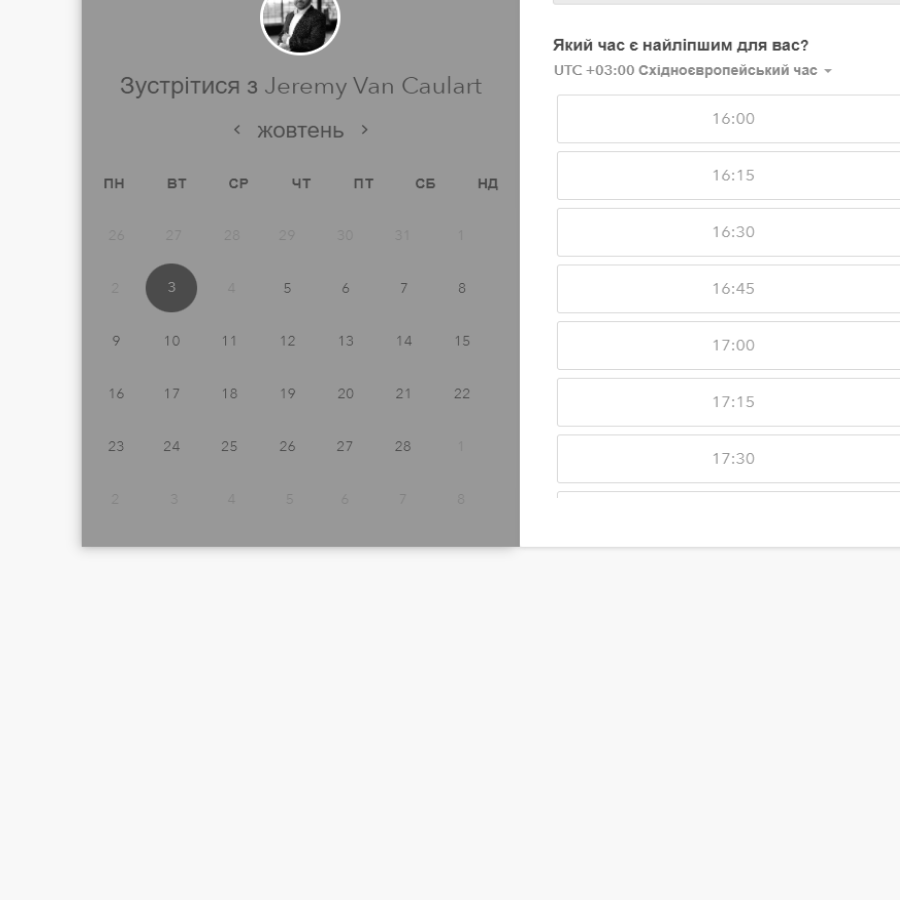 Зустрітися з Jeremy Van Caulart
жовтень
ПН ВТ СР ЧТ ПТ СБ НД
26 27 28 29 30 31 1
2 3 4 5 6 7 8
9 10 11 12 13 14 15
16 17 18 19 20 21 22
23 24 25 26 27 28 1
2 3 4 5 6 7 8
Який час є найліпшим для вас?
UTC +03:00 Східноєвропейський час
16:00
16:15
16:30
16:45
17:00
17:15
17:30